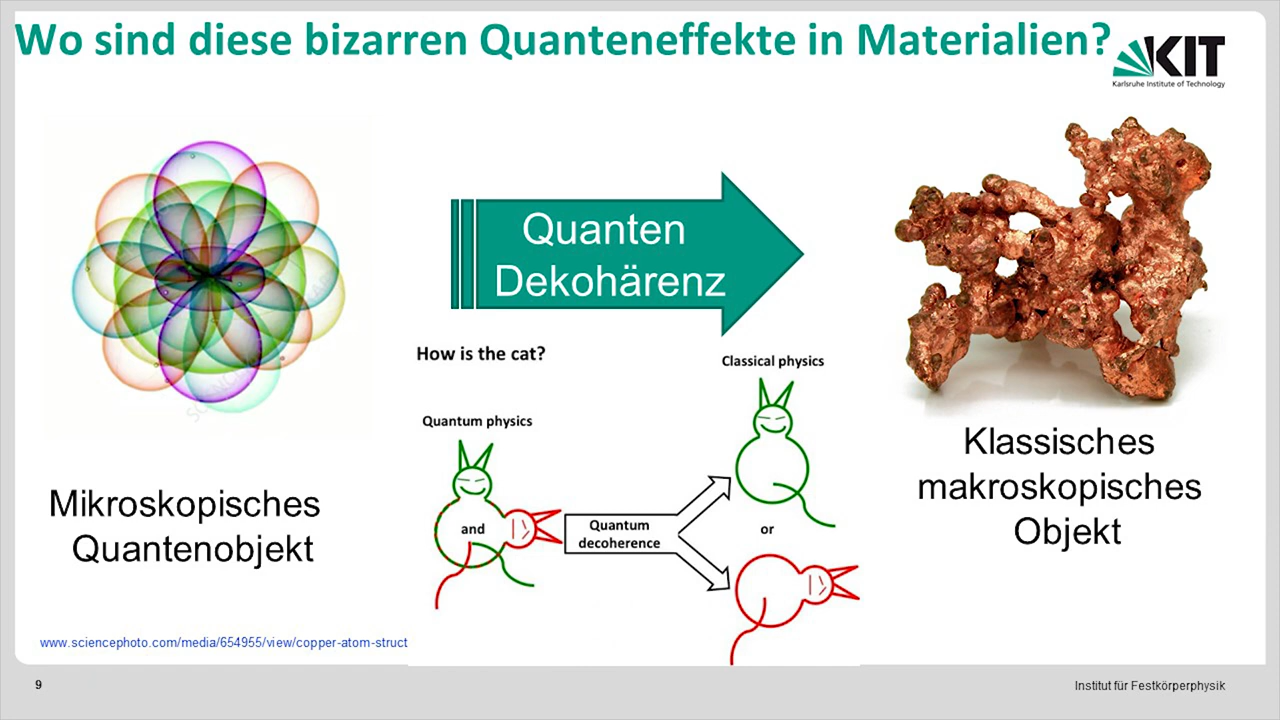 Wo sind diese bizarren Quanteneffekte in Materialien?
KIT
Karlsruhe Institute of Technology
Quanten
Dekohärenz
Mikroskopisches
Quantenobjekt
How is the cat?
Quantum physics
and
Quantum
decoherence
Classical physics
or
Klassisches
makroskopisches
Objekt
www.sciencephoto.com/media/654955/view/copper-atom-struct
9
Institut für Festkörperphysik